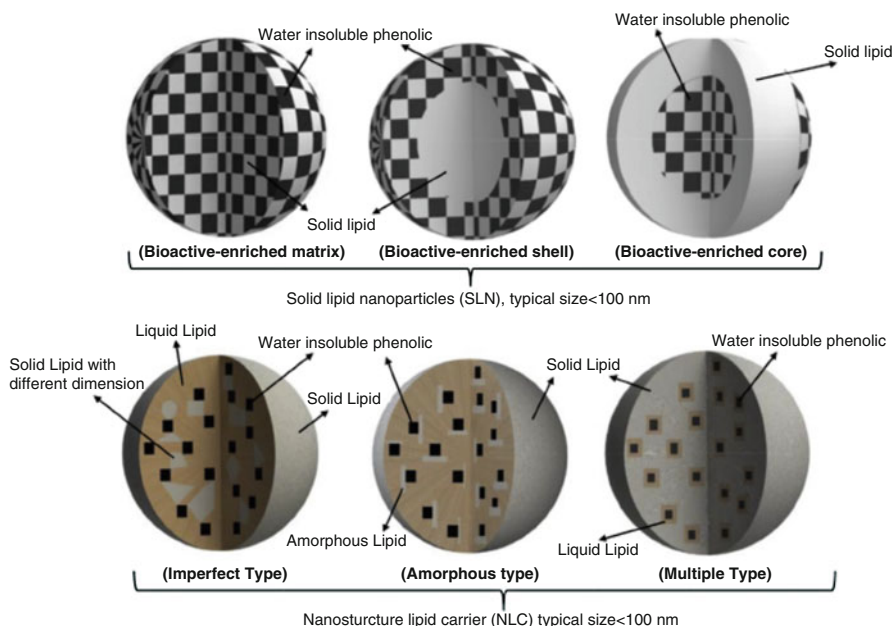 Water insoluble phenolic
Water insoluble phenolic
Solid lipid
Solid lipid
(Bioactive-enriched matrix)
(Bioactive-enriched shell)
(Bioactive-enriched core)
Solid lipid nanoparticles (SLN), typical size<100 nm
Liquid Lipid
Water insoluble phenolic
Water insoluble phenolic
Solid Lipid with
different dimension
Solid Lipid
Solid Lipid
Amorphous Lipid
Liquid Lipid
(Imperfect Type)
(Amorphous type)
(Multiple Type)
Nanosturcture lipid carrier (NLC) typical size<100 nm